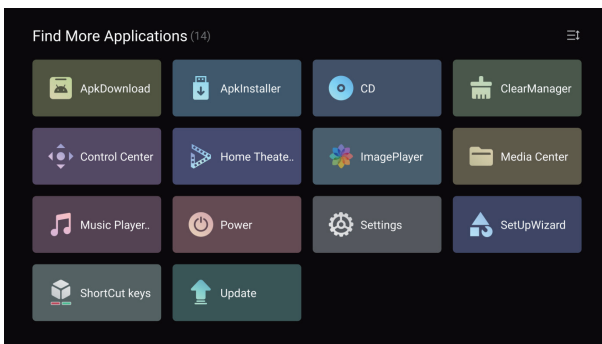 Find More Applications (14)
ApkDownload
ApkInstaller
CD
ClearManager
Control Center
Home Theate..
ImagePlayer
Media Center
Music Player..
Power
Settings
SetUpWizard
ShortCut keys
Update